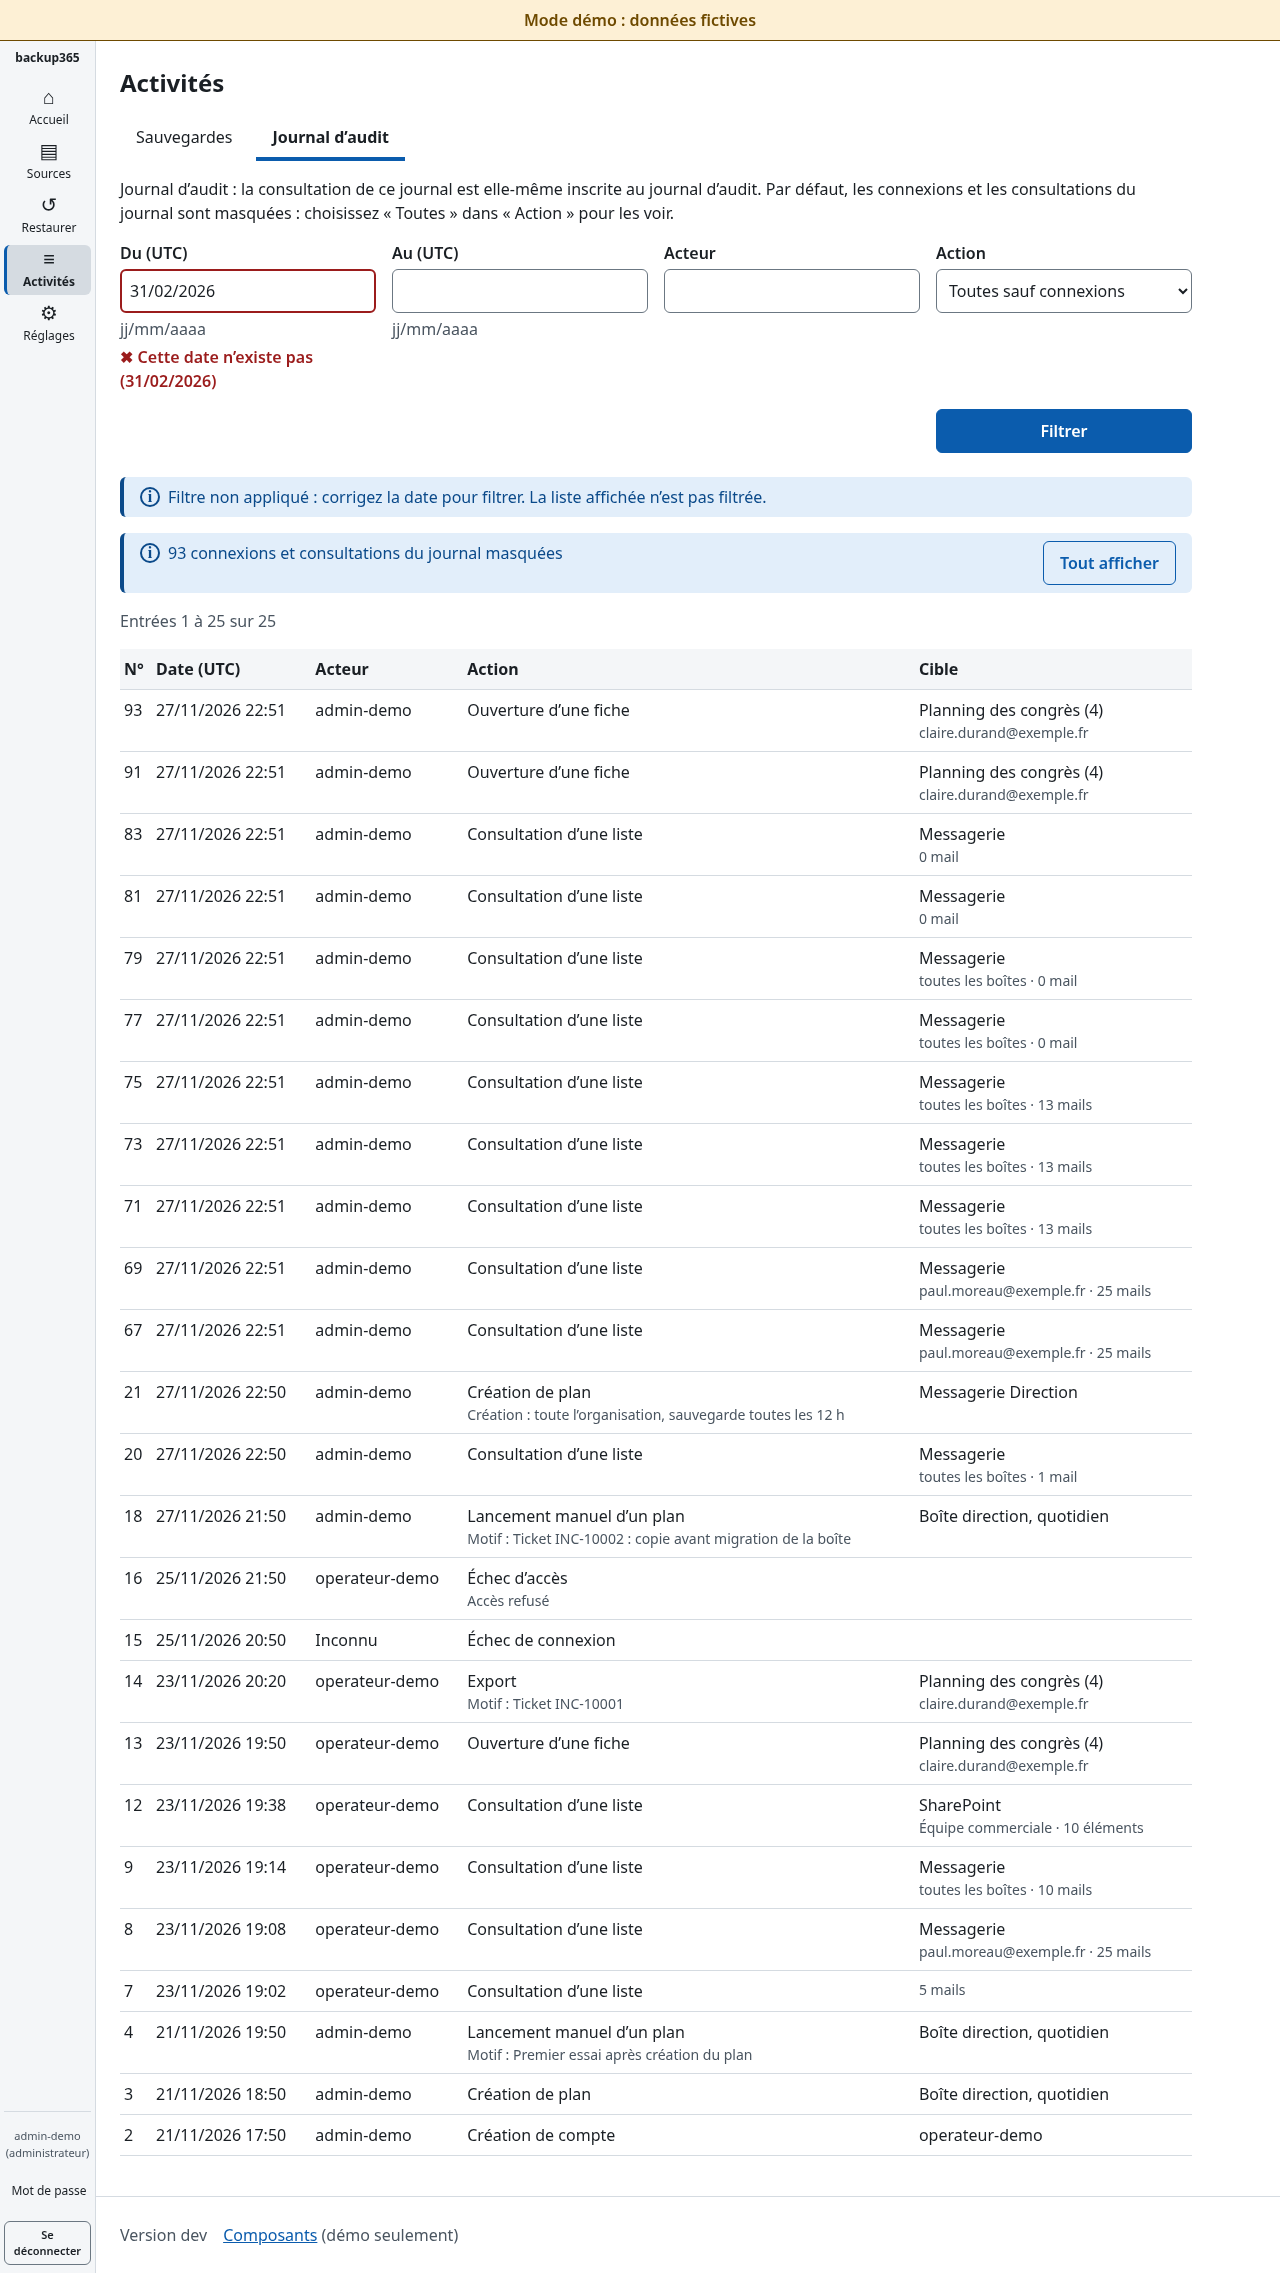 Mode démo : données fictives
backup365
Accueil
Sources
Restaurer
Activités
Réglages
Activités
Sauvegardes
Journal d’audit
Journal d’audit : la consultation de ce journal est elle-même inscrite au journal d’audit. Par défaut, les connexions et les consultations du
journal sont masquées : choisissez « Toutes » dans « Action » pour les voir.
Du (UTC) Au (UTC) Acteur Action
31/02/2026 Toutes sauf connexions
jj/mm/aaaa jj/mm/aaaa
✖ Cette date n’existe pas
(31/02/2026)
Filtrer
Filtre non appliqué : corrigez la date pour filtrer. La liste affichée n’est pas filtrée.
93 connexions et consultations du journal masquées Tout afficher
Entrées 1 à 25 sur 25
N° Date (UTC) Acteur Action Cible
93 27/11/2026 22:51 admin-demo Ouverture d’une fiche Planning des congrès (4)
claire.durand@exemple.fr
91 27/11/2026 22:51 admin-demo Ouverture d’une fiche Planning des congrès (4)
claire.durand@exemple.fr
83 27/11/2026 22:51 admin-demo Consultation d’une liste Messagerie
0 mail
81 27/11/2026 22:51 admin-demo Consultation d’une liste Messagerie
0 mail
79 27/11/2026 22:51 admin-demo Consultation d’une liste Messagerie
toutes les boîtes · 0 mail
77 27/11/2026 22:51 admin-demo Consultation d’une liste Messagerie
toutes les boîtes · 0 mail
75 27/11/2026 22:51 admin-demo Consultation d’une liste Messagerie
toutes les boîtes · 13 mails
73 27/11/2026 22:51 admin-demo Consultation d’une liste Messagerie
toutes les boîtes · 13 mails
71 27/11/2026 22:51 admin-demo Consultation d’une liste Messagerie
toutes les boîtes · 13 mails
69 27/11/2026 22:51 admin-demo Consultation d’une liste Messagerie
paul.moreau@exemple.fr · 25 mails
67 27/11/2026 22:51 admin-demo Consultation d’une liste Messagerie
paul.moreau@exemple.fr · 25 mails
21 27/11/2026 22:50 admin-demo Création de plan Messagerie Direction
Création : toute l’organisation, sauvegarde toutes les 12 h
20 27/11/2026 22:50 admin-demo Consultation d’une liste Messagerie
toutes les boîtes · 1 mail
18 27/11/2026 21:50 admin-demo Lancement manuel d’un plan Boîte direction, quotidien
Motif : Ticket INC-10002 : copie avant migration de la boîte
16 25/11/2026 21:50 operateur-demo Échec d’accès
Accès refusé
15 25/11/2026 20:50 Inconnu Échec de connexion
14 23/11/2026 20:20 operateur-demo Export Planning des congrès (4)
Motif : Ticket INC-10001 claire.durand@exemple.fr
13 23/11/2026 19:50 operateur-demo Ouverture d’une fiche Planning des congrès (4)
claire.durand@exemple.fr
12 23/11/2026 19:38 operateur-demo Consultation d’une liste SharePoint
Équipe commerciale · 10 éléments
9 23/11/2026 19:14 operateur-demo Consultation d’une liste Messagerie
toutes les boîtes · 10 mails
8 23/11/2026 19:08 operateur-demo Consultation d’une liste Messagerie
paul.moreau@exemple.fr · 25 mails
7 23/11/2026 19:02 operateur-demo Consultation d’une liste 5 mails
4 21/11/2026 19:50 admin-demo Lancement manuel d’un plan Boîte direction, quotidien
Motif : Premier essai après création du plan
3 21/11/2026 18:50 admin-demo Création de plan Boîte direction, quotidien
2 21/11/2026 17:50 admin-demo Création de compte operateur-demo
admin-demo
(administrateur)
Mot de passe
Se
déconnecter
Version dev Composants (démo seulement)